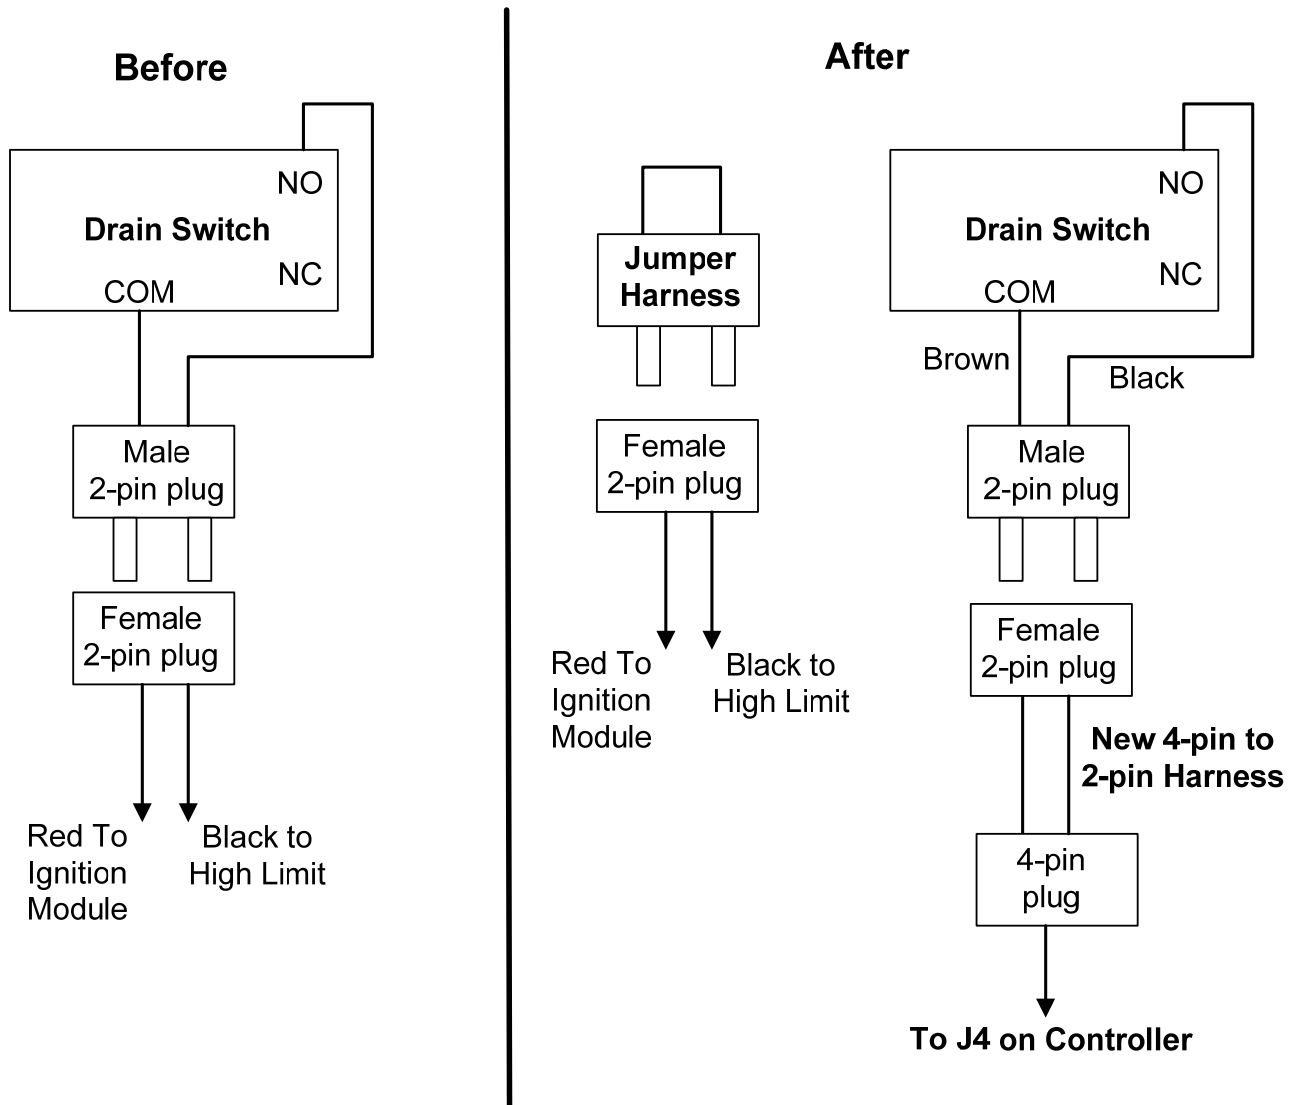 Before
NO
Drain Switch
NC
COM
Male
2-pin plug
Female
2-pin plug
Red To
Ignition
Module
Black to
High Limit
After
Jumper
Harness
Female
2-pin plug
Red To
Ignition
Module
Black to
High Limit
NO
Drain Switch
NC
COM
Brown
Black
Male
2-pin plug
Female
2-pin plug
New 4-pin to
2-pin Harness
4-pin
plug
To J4 on Controller